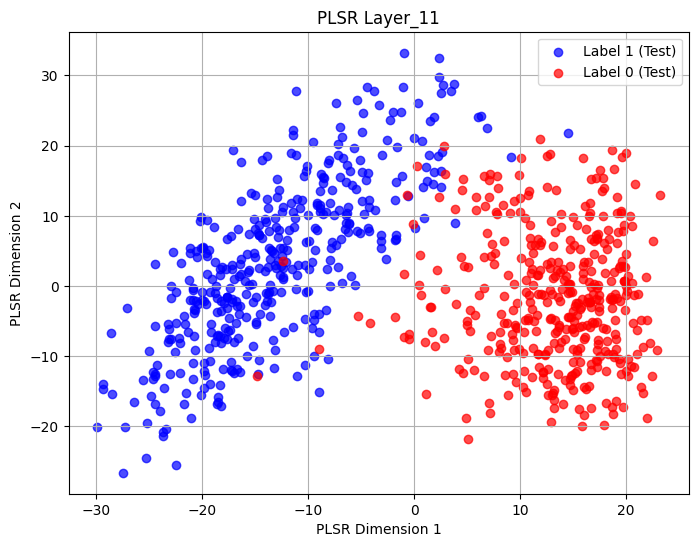 PLSR Layer_11
Label 1 (Test)
Label 0 (Test)
PLSR Dimension 2
30
20
10
0
−10
−20
−30
−20
−10
0
10
20
PLSR Dimension 1